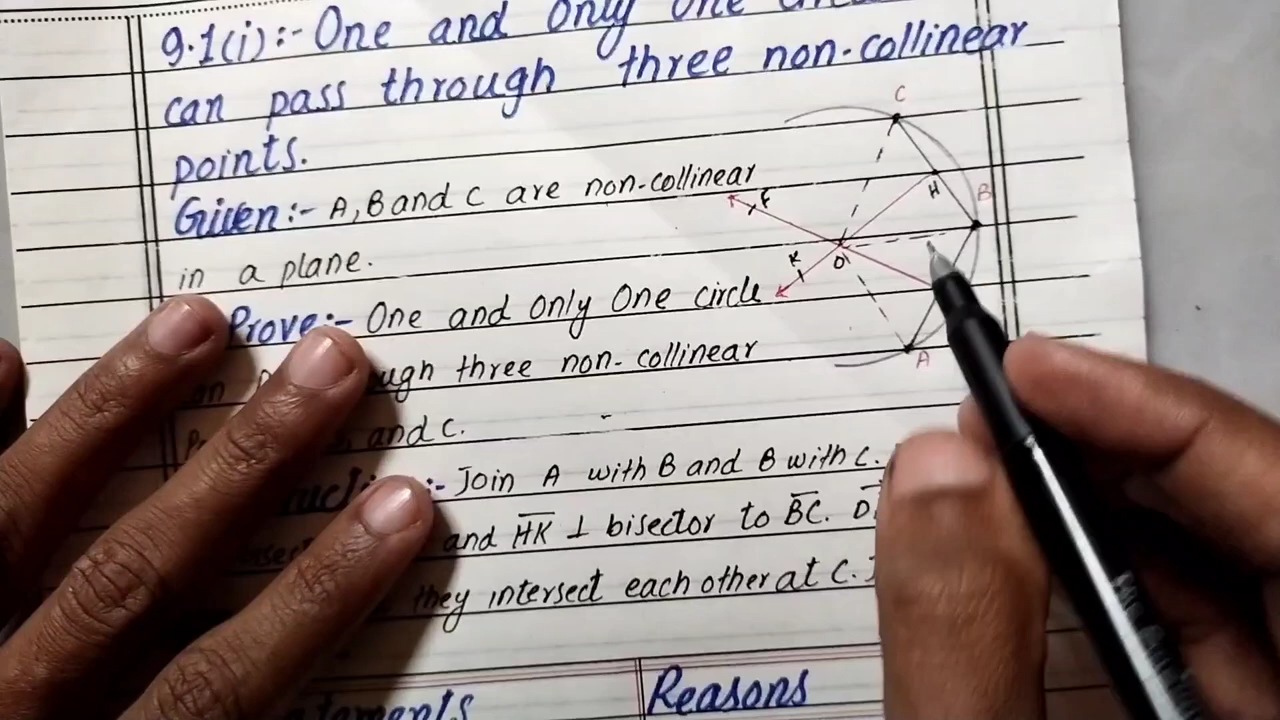 9.1(i):- One and only one
can pass through three non-collinear
points.
Given:- A, B and C are non-collinear
in a plane.
Prove:- One and only One circle
ugh three non-collinear
and C.
:- Join A with B and B with C.
and HK ⊥ bisector to BC. D
they intersect each other at C.
Reasons
C
H
B
F
K
O
A